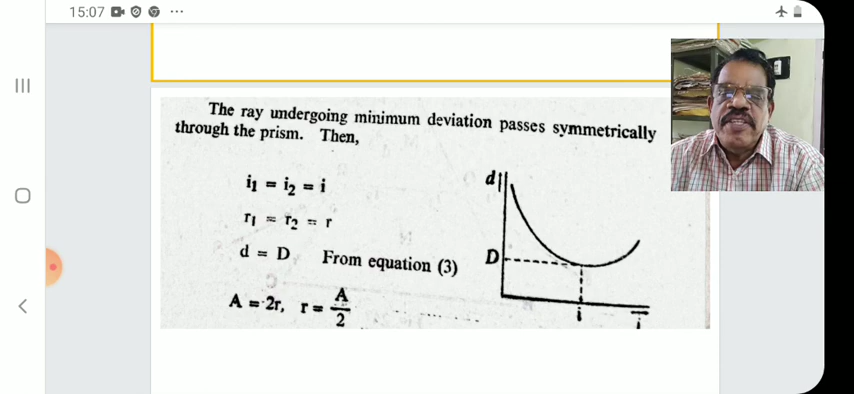 15:07
The ray undergoing minimum deviation passes symmetrically
through the prism. Then,
i₁ = i₂ = i
r₁ = r₂ = r
d = D From equation (3)
A = 2r, r = A/2
d
D
i
i